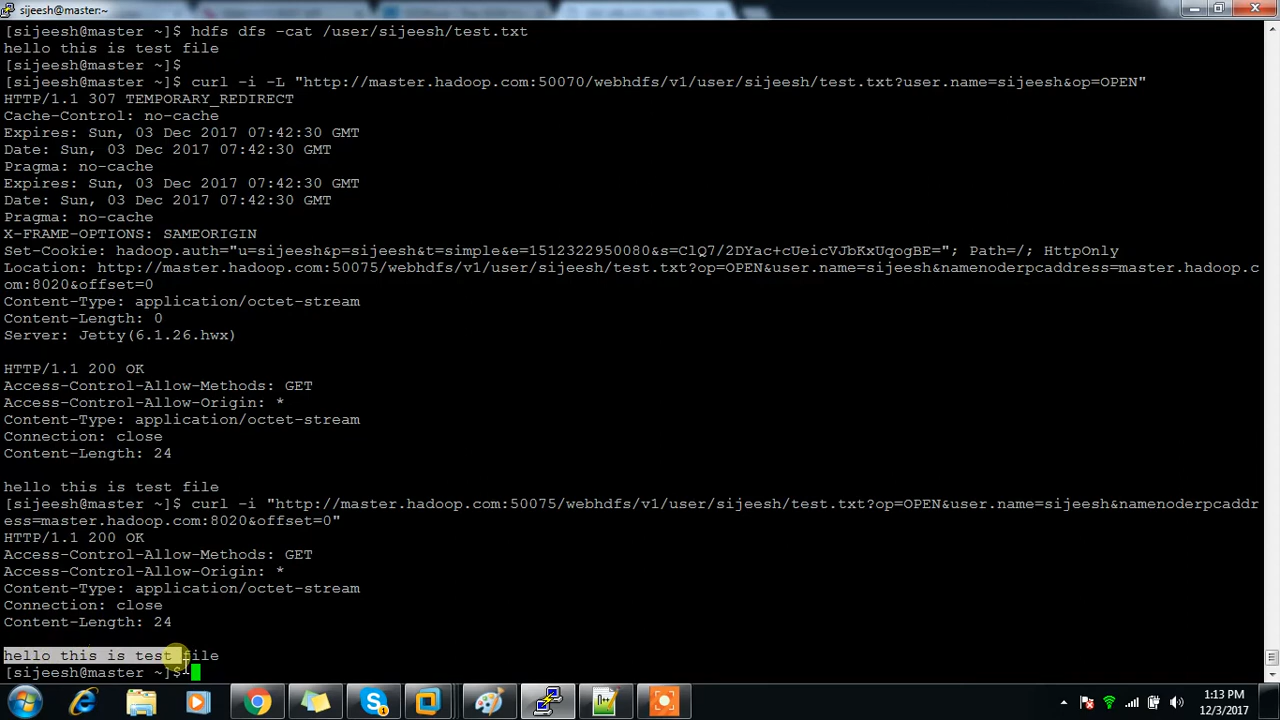 sijeesh@master:~
[sijeesh@master ~]$ hdfs dfs -cat /user/sijeesh/test.txt
hello this is test file
[sijeesh@master ~]$
[sijeesh@master ~]$ curl -i -L "http://master.hadoop.com:50070/webhdfs/v1/user/sijeesh/test.txt?user.name=sijeesh&op=OPEN"
HTTP/1.1 307 TEMPORARY_REDIRECT
Cache-Control: no-cache
Expires: Sun, 03 Dec 2017 07:42:30 GMT
Date: Sun, 03 Dec 2017 07:42:30 GMT
Pragma: no-cache
Expires: Sun, 03 Dec 2017 07:42:30 GMT
Date: Sun, 03 Dec 2017 07:42:30 GMT
Pragma: no-cache
X-FRAME-OPTIONS: SAMEORIGIN
Set-Cookie: hadoop.auth="u=sijeesh&p=sijeesh&t=simple&e=1512322950080&s=ClQ7/2DYac+cUeicVJbKxUqogBE="; Path=/; HttpOnly
Location: http://master.hadoop.com:50075/webhdfs/v1/user/sijeesh/test.txt?op=OPEN&user.name=sijeesh&namenoderpcaddress=master.hadoop.c
om:8020&offset=0
Content-Type: application/octet-stream
Content-Length: 0
Server: Jetty(6.1.26.hwx)
HTTP/1.1 200 OK
Access-Control-Allow-Methods: GET
Access-Control-Allow-Origin: *
Content-Type: application/octet-stream
Connection: close
Content-Length: 24
hello this is test file
[sijeesh@master ~]$ curl -i "http://master.hadoop.com:50075/webhdfs/v1/user/sijeesh/test.txt?op=OPEN&user.name=sijeesh&namenoderpcaddr
ess=master.hadoop.com:8020&offset=0"
HTTP/1.1 200 OK
Access-Control-Allow-Methods: GET
Access-Control-Allow-Origin: *
Content-Type: application/octet-stream
Connection: close
Content-Length: 24
hello this is test file
[sijeesh@master ~]$
1:13 PM
12/3/2017